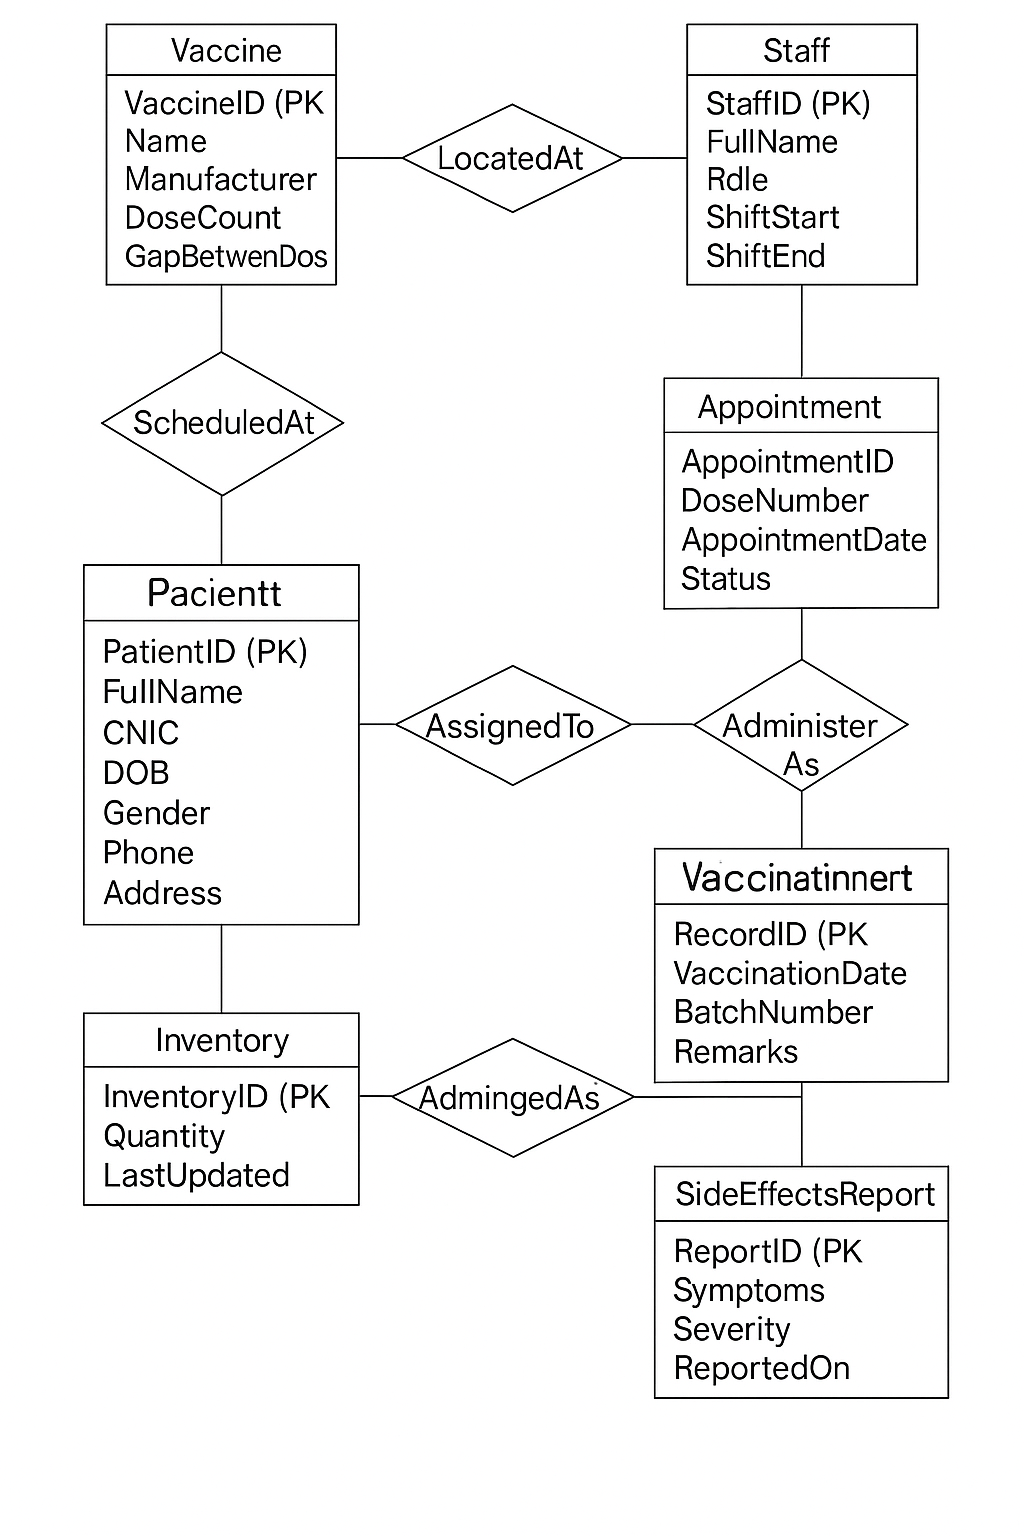 Vaccine
VaccineID (PK
Name
Manufacturer
DoseCount
GapBetwenDos
LocatedAt
Staff
StaffID (PK)
FullName
Rdle
ShiftStart
ShiftEnd
ScheduledAt
Appointment
AppointmentID
DoseNumber
AppointmentDate
Status
Pacientt
PatientID (PK)
FullName
CNIC
DOB
Gender
Phone
Address
AssignedTo
Administer
As
Vaccinatinnert
RecordID (PK
VaccinationDate
BatchNumber
Remarks
Inventory
InventoryID (PK
Quantity
LastUpdated
AdmingedAs
SideEffectsReport
ReportID (PK
Symptoms
Severity
ReportedOn